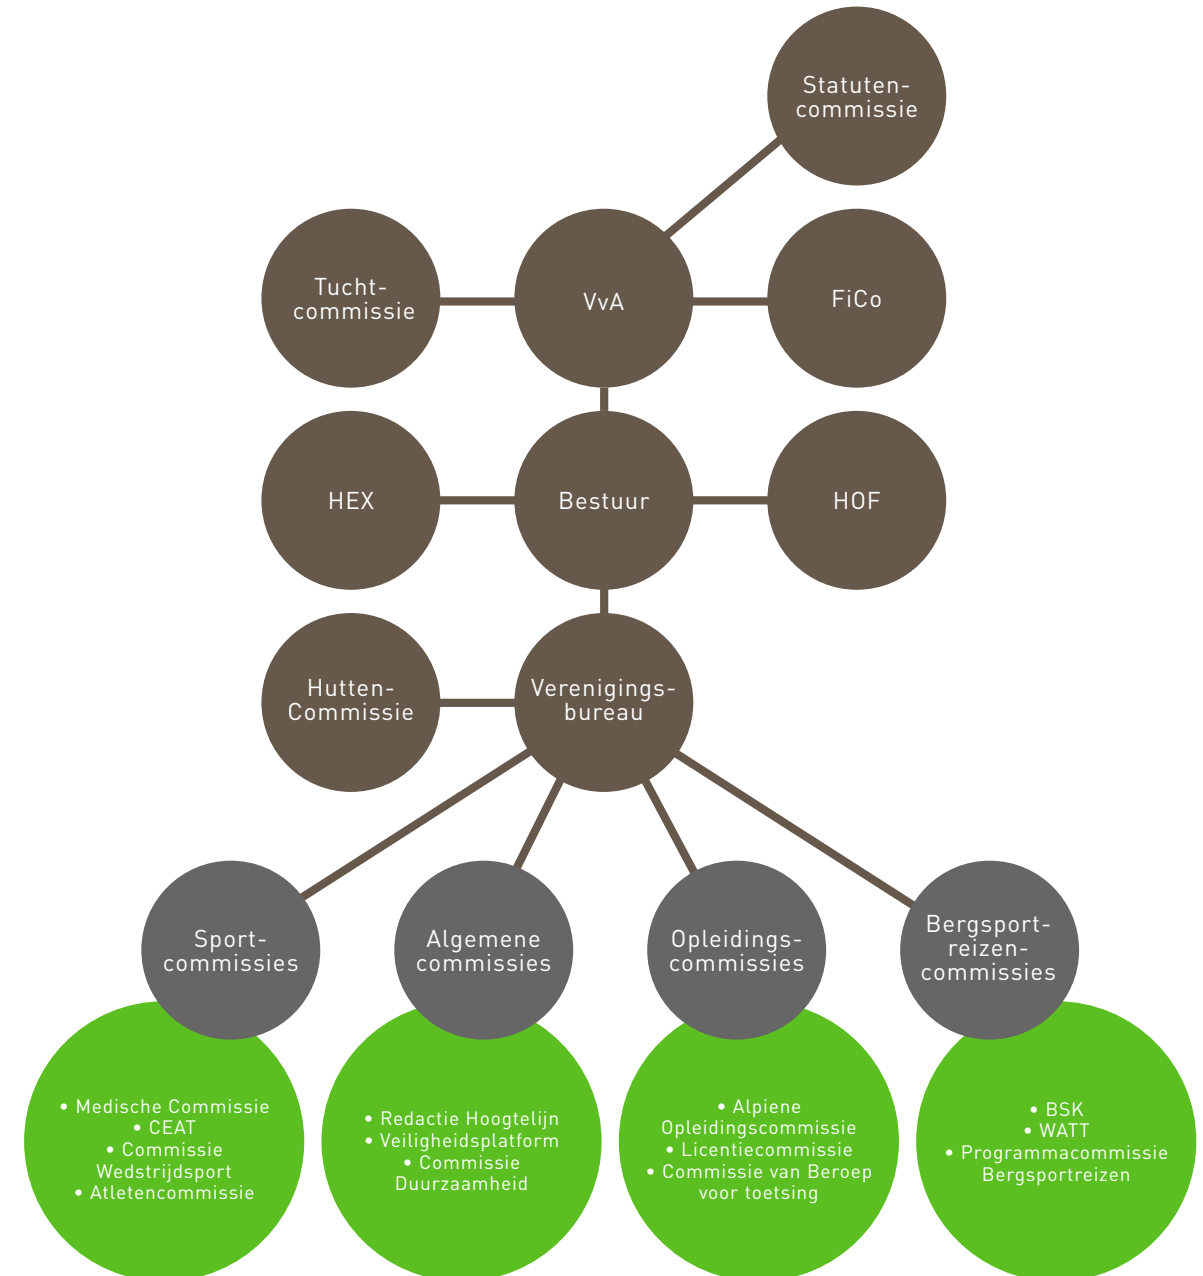 Statuten-
commissie
Tucht-
commissie
VvA
FiCo
HEX
Bestuur
HOF
Hutten-
Commissie
Verenigings-
bureau
Sport-
commissies
Algemene
commissies
Opleidings-
commissies
Bergsport-
reizen-
commissies
• Medische Commissie
• CEAT
• Commissie
Wedstrijdsport
• Atletencommissie
• Redactie Hoogtelijn
• Veiligheidsplatform
• Commissie
Duurzaamheid
• Alpiene
Opleidingscommissie
• Licentiecommissie
• Commissie van Beroep
voor toetsing
• BSK
• WATT
• Programmacommissie
Bergsportreizen